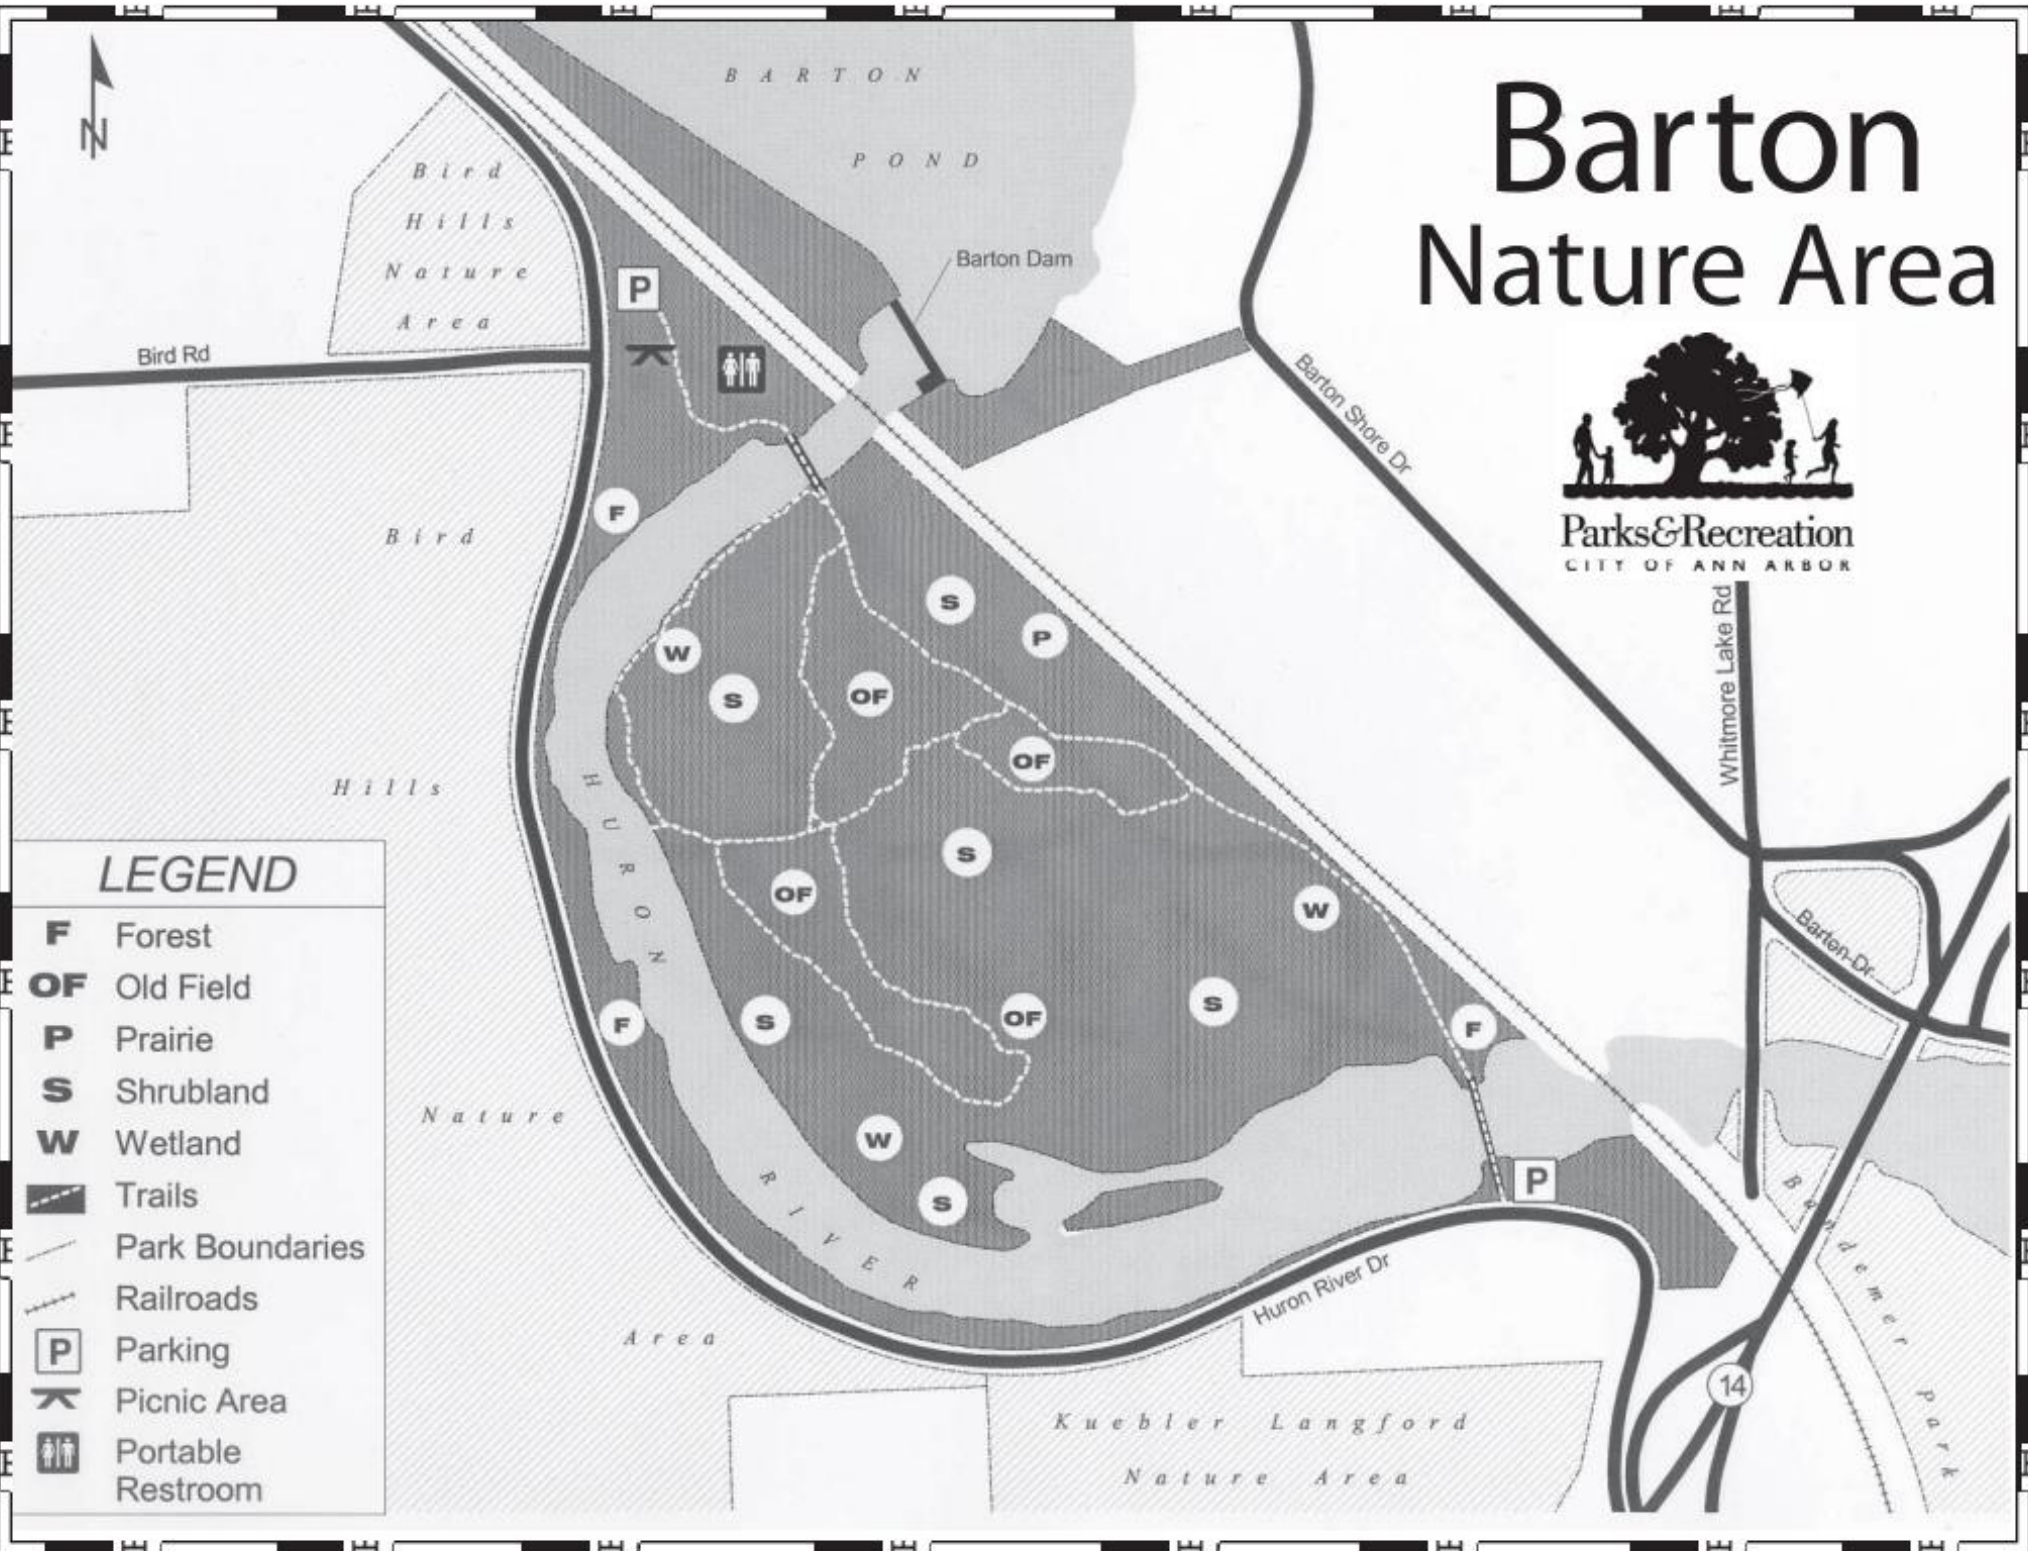 Barton
Nature Area
Parks&Recreation
CITY OF ANN ARBOR
N
BARTON
POND
Barton Dam
Bird
Hills
Nature
Area
Bird Rd
P
Barton Shore Dr
Whitmore Lake Rd
Barton Dr
Bird
Hills
Nature
Area
F
S
P
W
S
OF
OF
S
OF
W
F
S
OF
S
F
W
S
P
HURON
RIVER
Huron River Dr
Bandemer Park
14
Kuebler Langford
Nature Area
LEGEND
F Forest
OF Old Field
P Prairie
S Shrubland
W Wetland
Trails
Park Boundaries
Railroads
P Parking
Picnic Area
Portable
Restroom